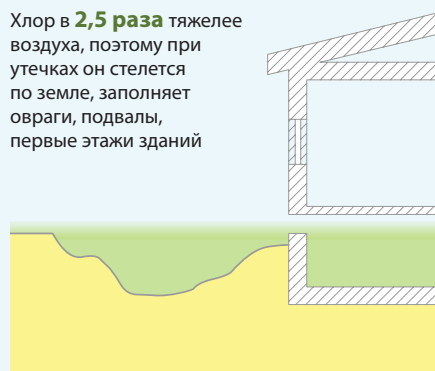 Хлор в 2,5 раза тяжелее
воздуха, поэтому при
утечках он стелется
по земле, заполняет
овраги, подвалы,
первые этажи зданий